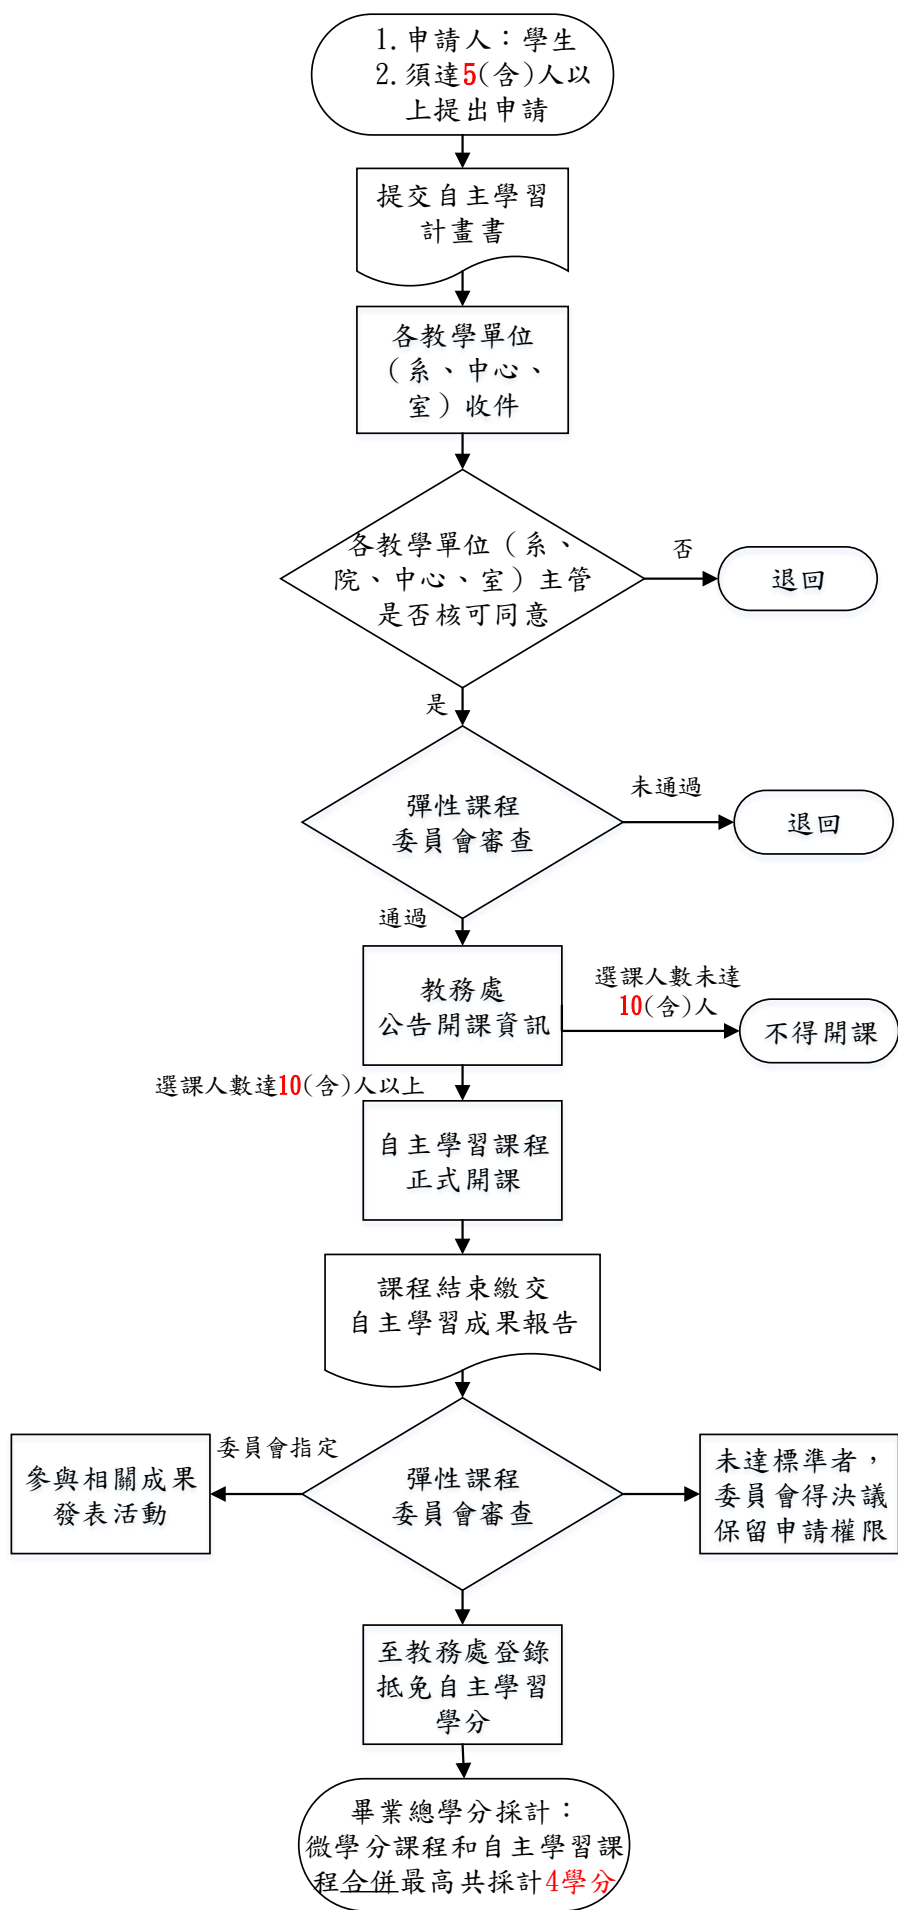 1. 申請人：學生
2. 須達5(含)人以
上提出申請
提交自主學習
計畫書
各教學單位
（系、中心、
室）收件
各教學單位（系、
院、中心、室）主管
是否核可同意
否
退回
是
彈性課程
委員會審查
未通過
退回
通過
教務處
公告開課資訊
選課人數未達
10(含)人
不得開課
選課人數達10(含)人以上
自主學習課程
正式開課
課程結束繳交
自主學習成果報告
彈性課程
委員會審查
委員會指定
參與相關成果
發表活動
未達標準者，
委員會得決議
保留申請權限
至教務處登錄
抵免自主學習
學分
畢業總學分採計：
微學分課程和自主學習課
程合併最高共採計4學分